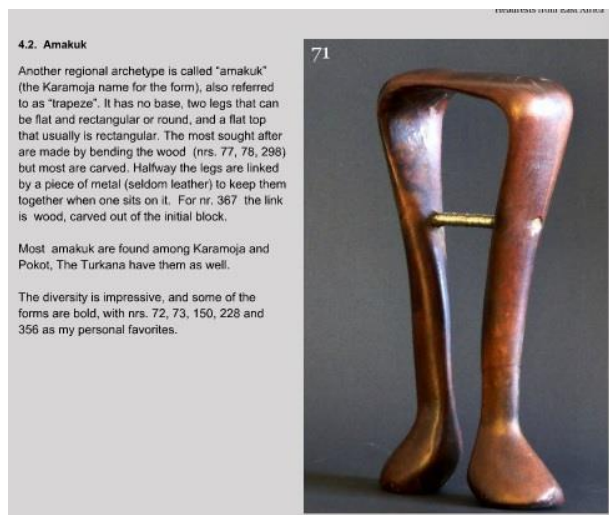 Headrests from East Africa
4.2. Amakuk
Another regional archetype is called "amakuk"
(the Karamoja name for the form), also referred
to as "trapeze". It has no base, two legs that can
be flat and rectangular or round, and a flat top
that usually is rectangular. The most sought after
are made by bending the wood (nrs. 77, 78, 298)
but most are carved. Halfway the legs are linked
by a piece of metal (seldom leather) to keep them
together when one sits on it. For nr. 367 the link
is wood, carved out of the initial block.
Most amakuk are found among Karamoja and
Pokot, The Turkana have them as well.
The diversity is impressive, and some of the
forms are bold, with nrs. 72, 73, 150, 228 and
356 as my personal favorites.
71